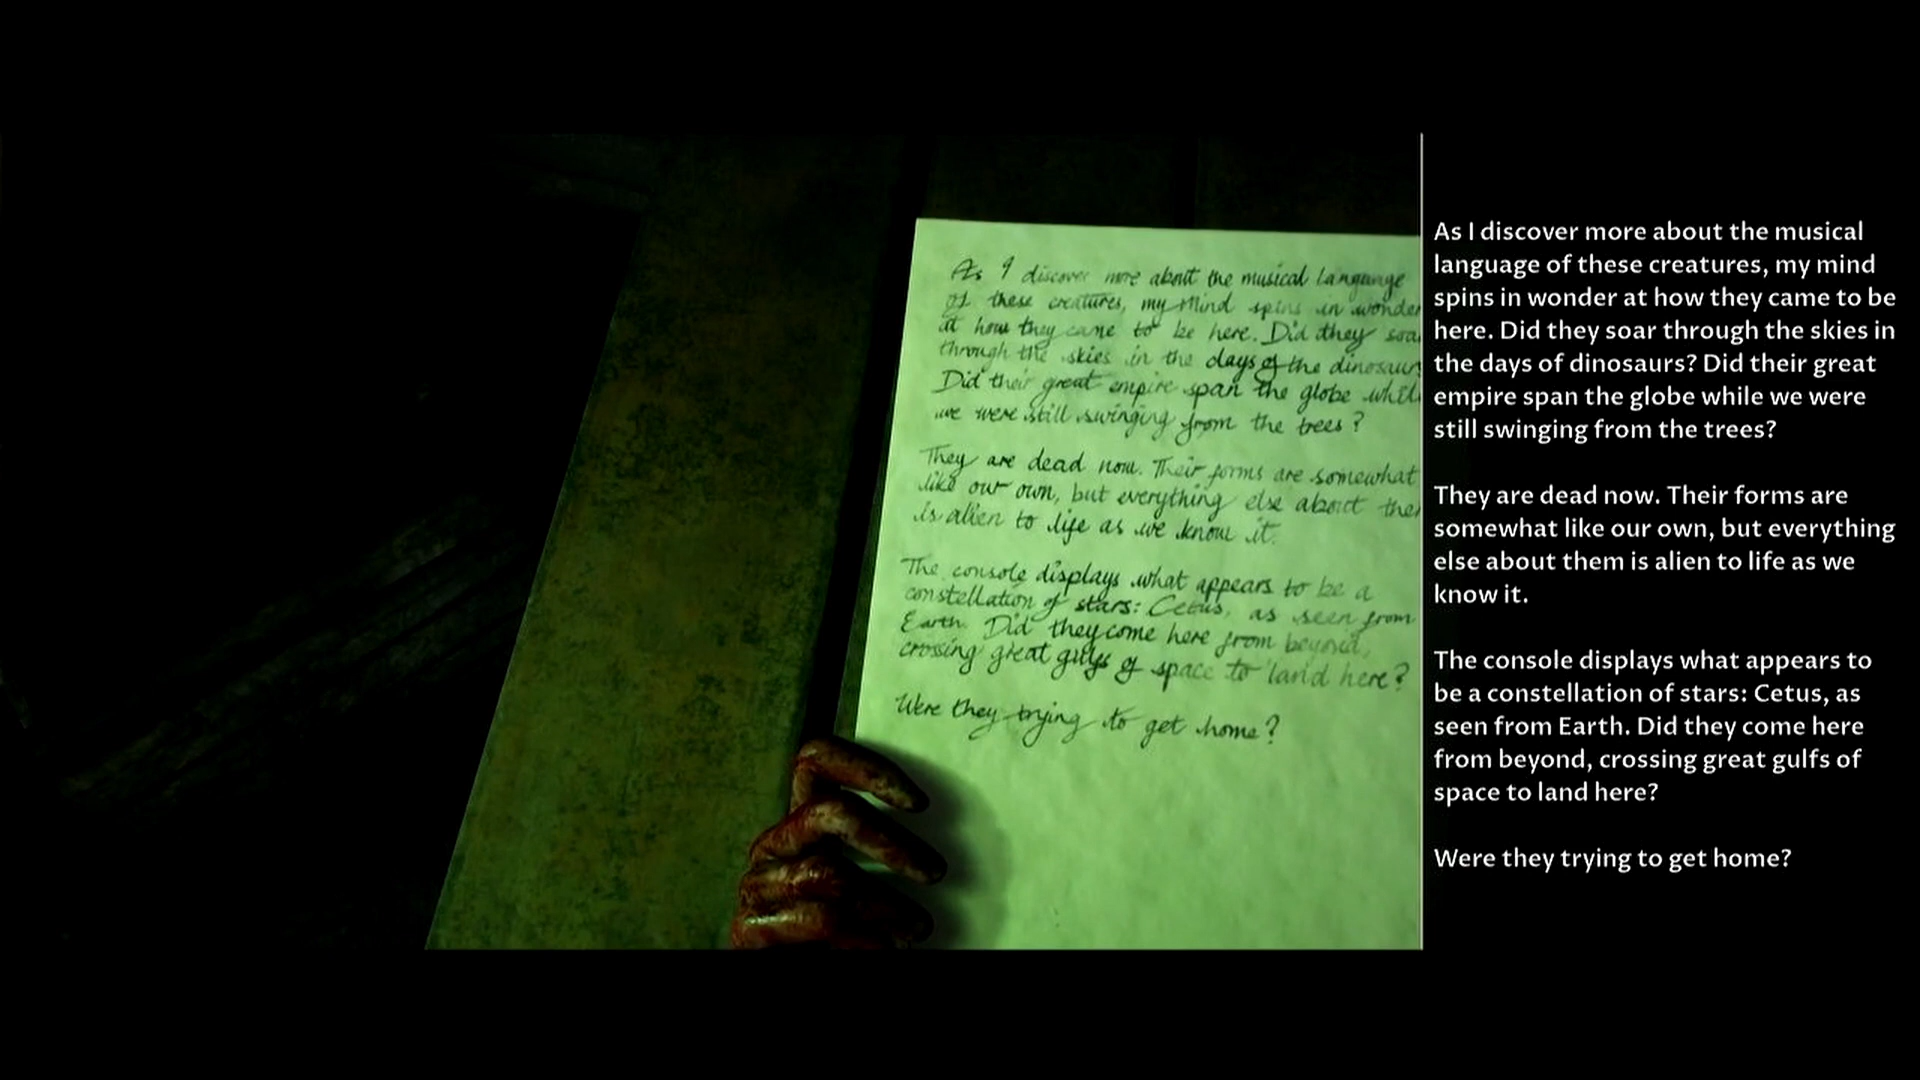 As I discover more about the musical language
of these creatures, my mind spins in wonder
at how they came to be here. Did they soa
through the skies in the days of the dinosaurs
Did their great empire span the globe whil
we were still swinging from the trees?
They are dead now. Their forms are somewhat
like our own, but everything else about the
is alien to life as we know it.
The console displays what appears to be a
constellation of stars: Cetus, as seen from
Earth. Did they come here from beyond,
crossing great gulfs of space to land here?
Were they trying to get home?
As I discover more about the musical
language of these creatures, my mind
spins in wonder at how they came to be
here. Did they soar through the skies in
the days of dinosaurs? Did their great
empire span the globe while we were
still swinging from the trees?
They are dead now. Their forms are
somewhat like our own, but everything
else about them is alien to life as we
know it.
The console displays what appears to
be a constellation of stars: Cetus, as
seen from Earth. Did they come here
from beyond, crossing great gulfs of
space to land here?
Were they trying to get home?